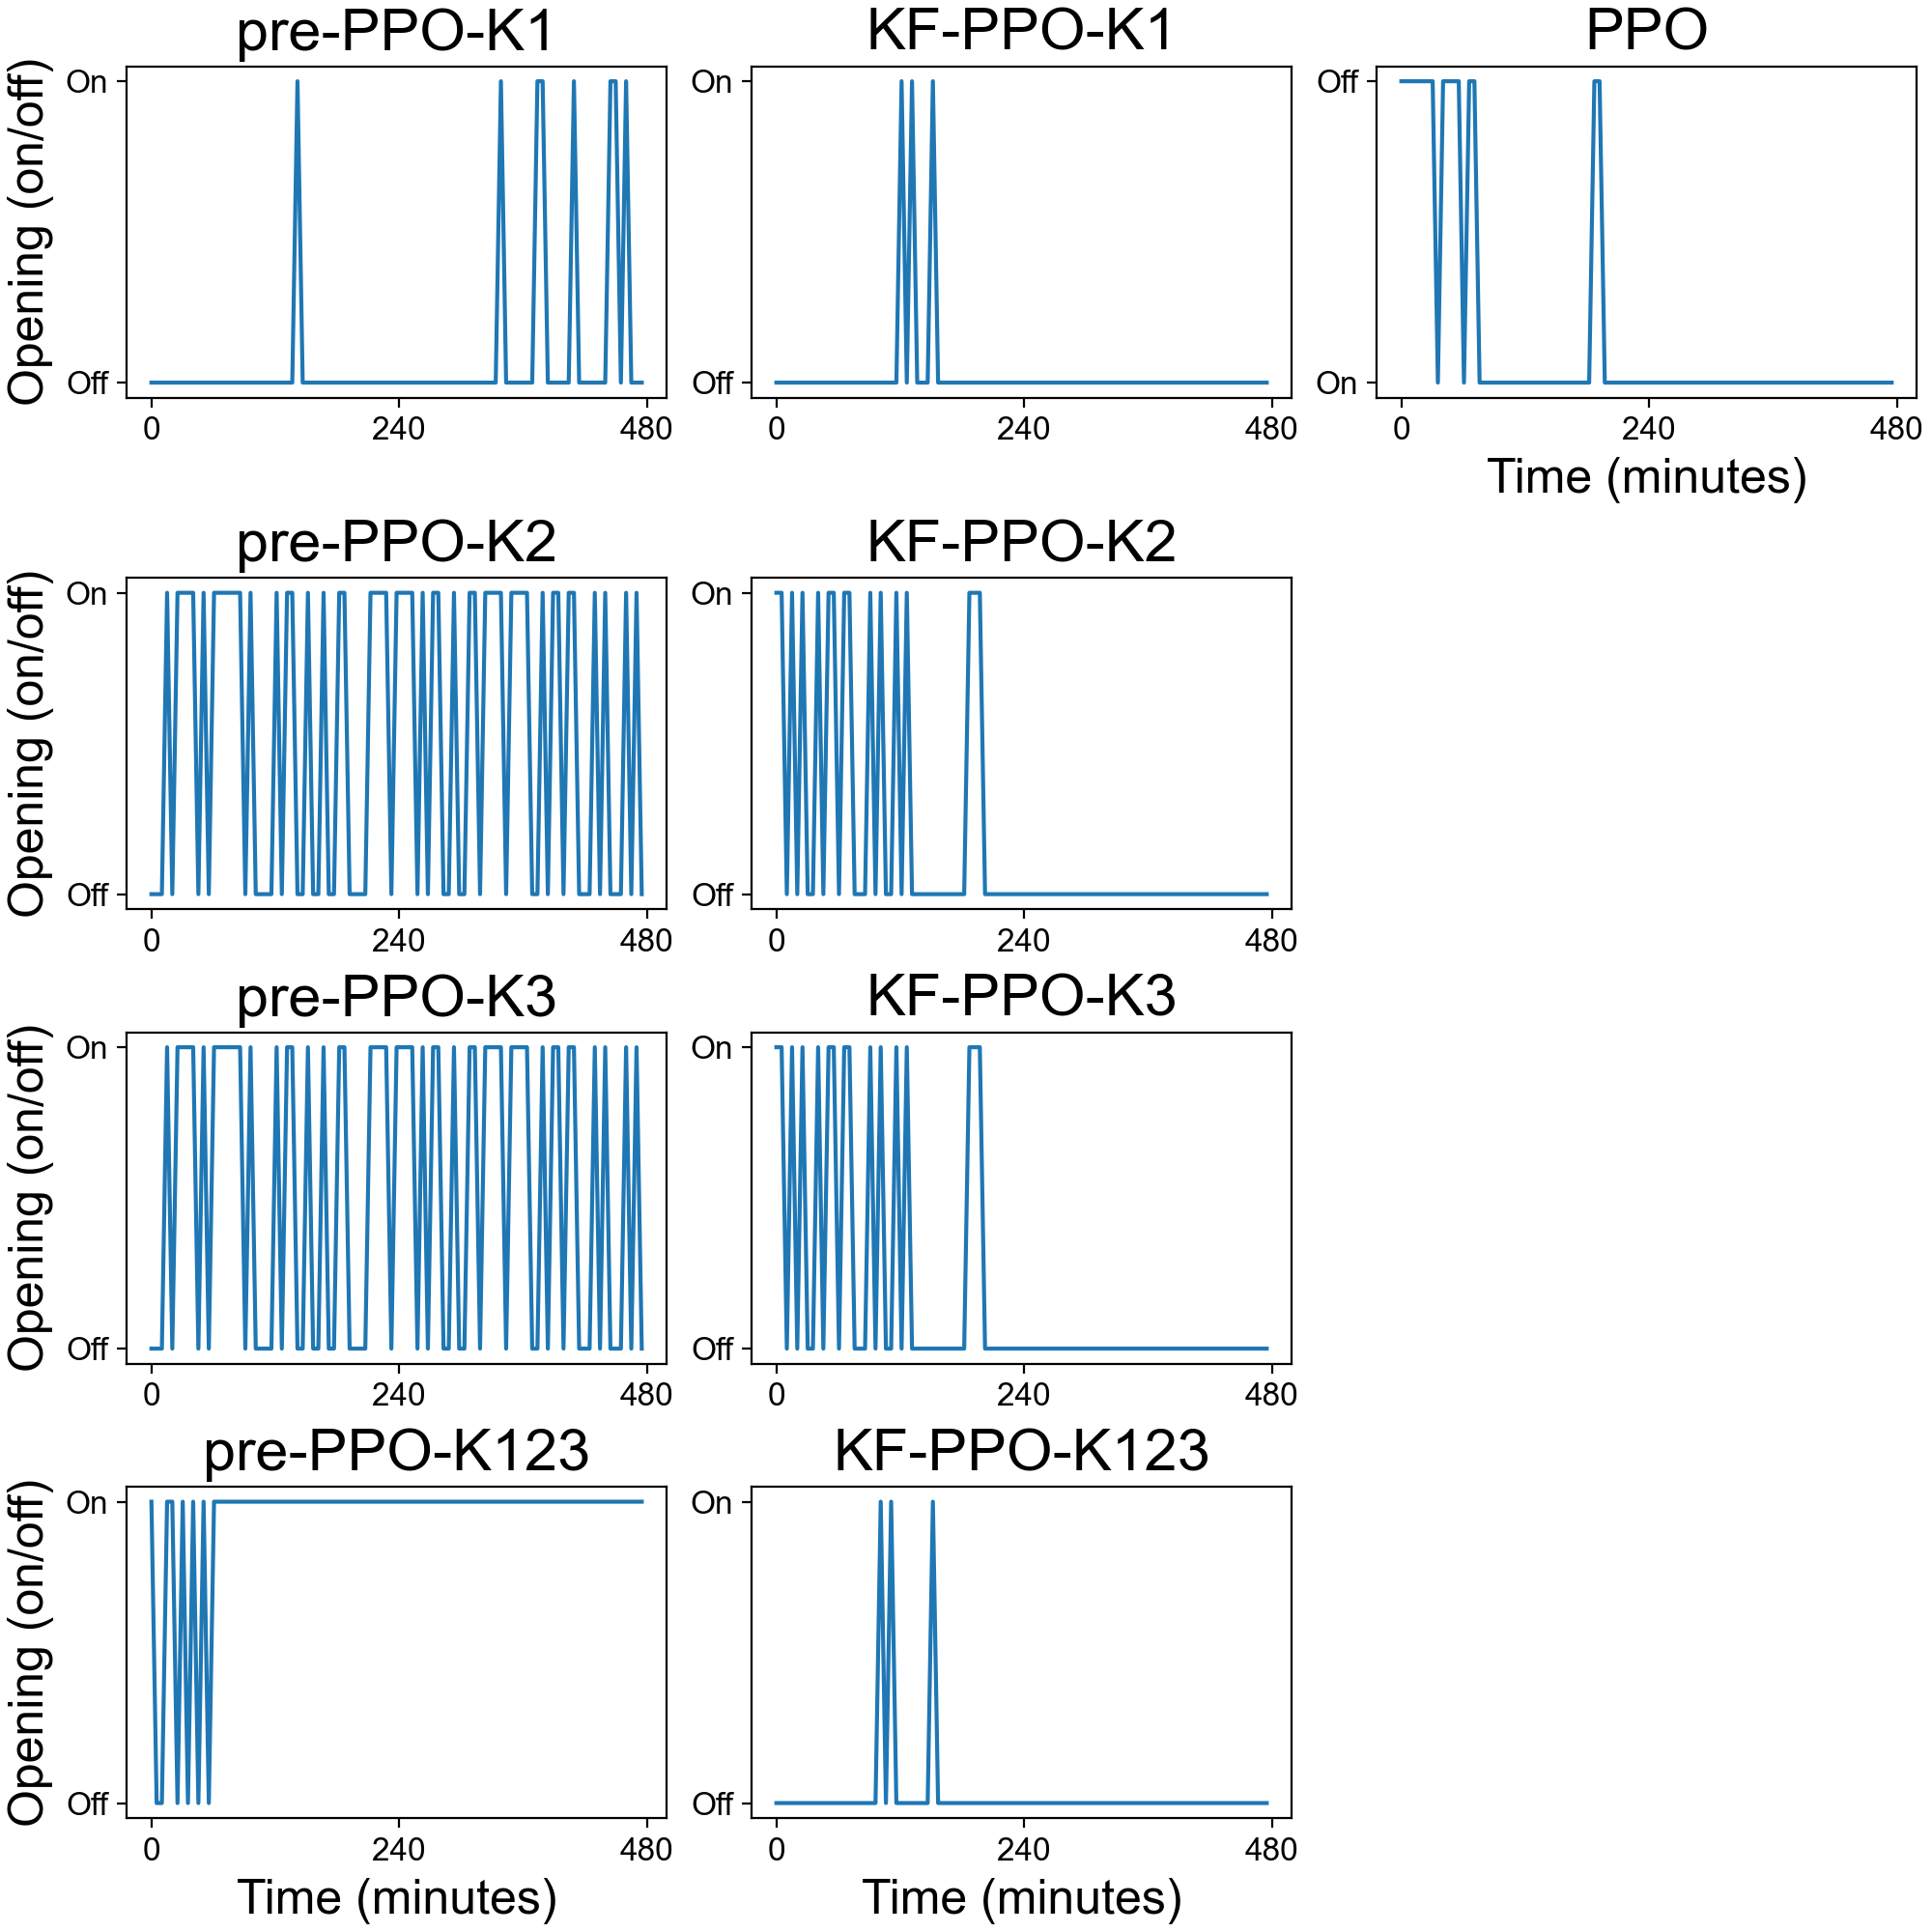 pre-PPO-K1
KF-PPO-K1
PPO
Opening (on/off)
On
Off
0 240 480
On
Off
0 240 480
Off
On
0 240 480
Time (minutes)
pre-PPO-K2
KF-PPO-K2
Opening (on/off)
On
Off
0 240 480
On
Off
0 240 480
pre-PPO-K3
KF-PPO-K3
Opening (on/off)
On
Off
0 240 480
On
Off
0 240 480
pre-PPO-K123
KF-PPO-K123
Opening (on/off)
On
Off
0 240 480
Time (minutes)
On
Off
0 240 480
Time (minutes)